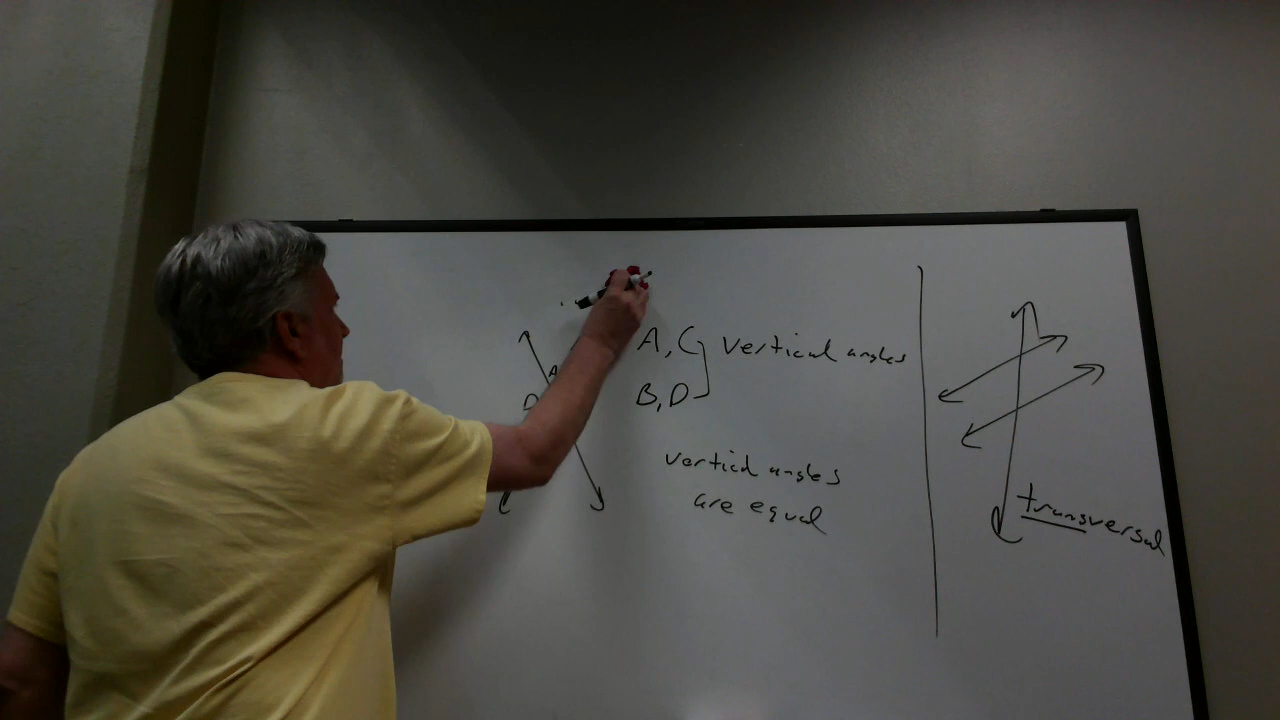 A
D
A, C vertical angles
B, D
vertical angles
are equal
transversal